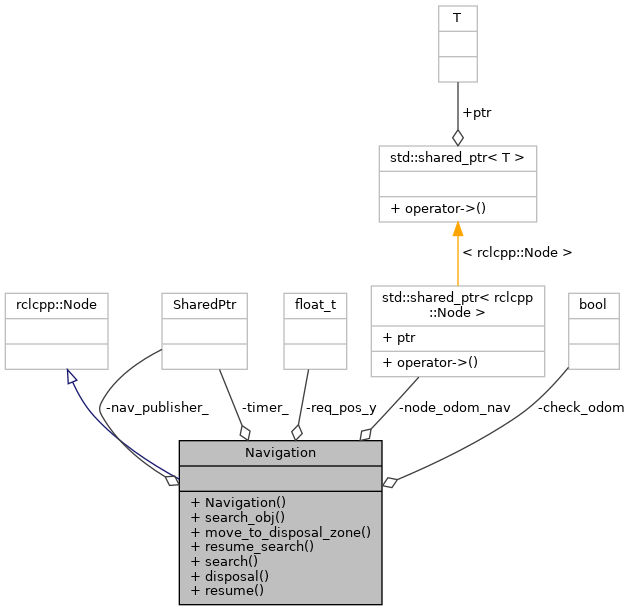 T
+ptr
std::shared_ptr< T >
+ operator->()
< rclcpp::Node >
rclcpp::Node
SharedPtr
float_t
std::shared_ptr< rclcpp
::Node >
+ ptr
+ operator->()
bool
-nav_publisher_
-timer_
-req_pos_y
-node_odom_nav
-check_odom
Navigation
+ Navigation()
+ search_obj()
+ move_to_disposal_zone()
+ resume_search()
+ search()
+ disposal()
+ resume()